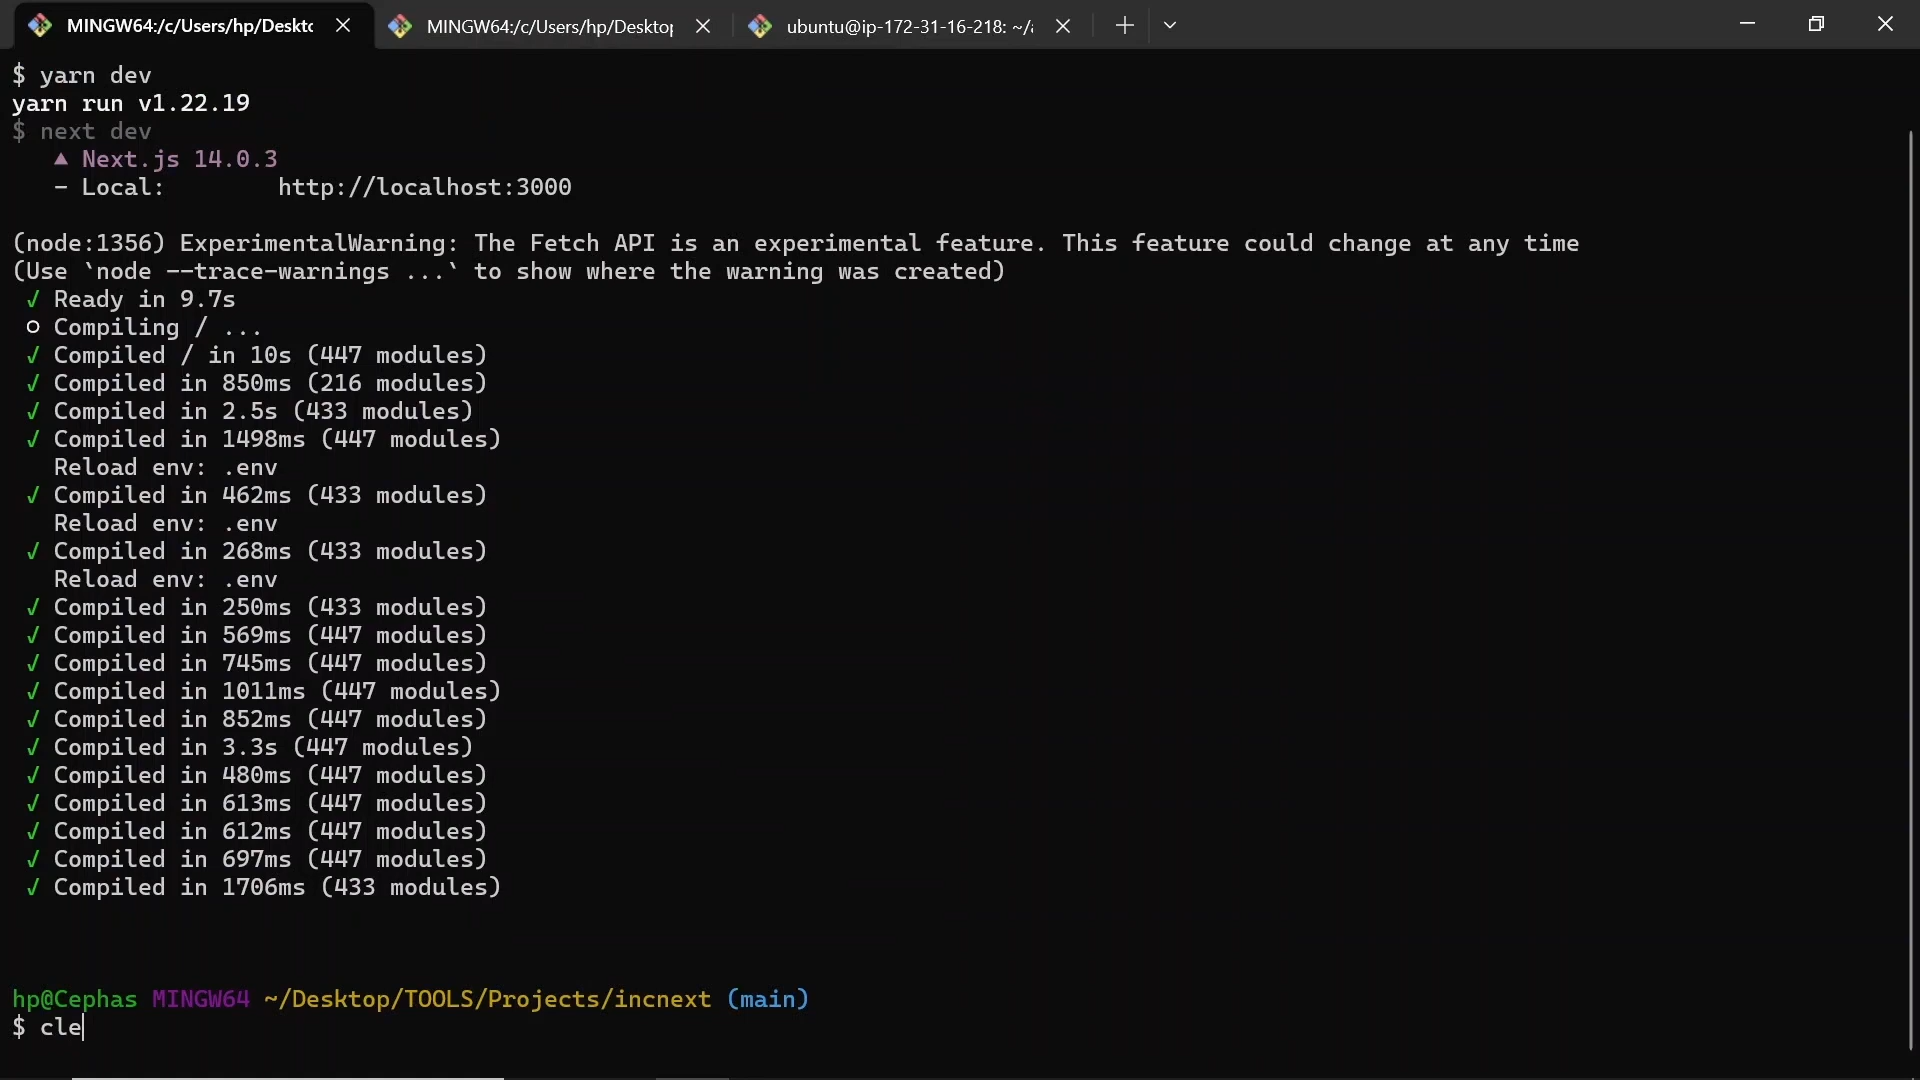 MINGW64:/c/Users/hp/Deskto
MINGW64:/c/Users/hp/Desktop
ubuntu@ip-172-31-16-218: ~/a
$ yarn dev
yarn run v1.22.19
$ next dev
▲ Next.js 14.0.3
- Local: http://localhost:3000
(node:1356) ExperimentalWarning: The Fetch API is an experimental feature. This feature could change at any time
(Use `node --trace-warnings ...` to show where the warning was created)
✓ Ready in 9.7s
○ Compiling / ...
✓ Compiled / in 10s (447 modules)
✓ Compiled in 850ms (216 modules)
✓ Compiled in 2.5s (433 modules)
✓ Compiled in 1498ms (447 modules)
Reload env: .env
✓ Compiled in 462ms (433 modules)
Reload env: .env
✓ Compiled in 268ms (433 modules)
Reload env: .env
✓ Compiled in 250ms (433 modules)
✓ Compiled in 569ms (447 modules)
✓ Compiled in 745ms (447 modules)
✓ Compiled in 1011ms (447 modules)
✓ Compiled in 852ms (447 modules)
✓ Compiled in 3.3s (447 modules)
✓ Compiled in 480ms (447 modules)
✓ Compiled in 613ms (447 modules)
✓ Compiled in 612ms (447 modules)
✓ Compiled in 697ms (447 modules)
✓ Compiled in 1706ms (433 modules)
hp@Cephas MINGW64 ~/Desktop/TOOLS/Projects/incnext (main)
$ cle